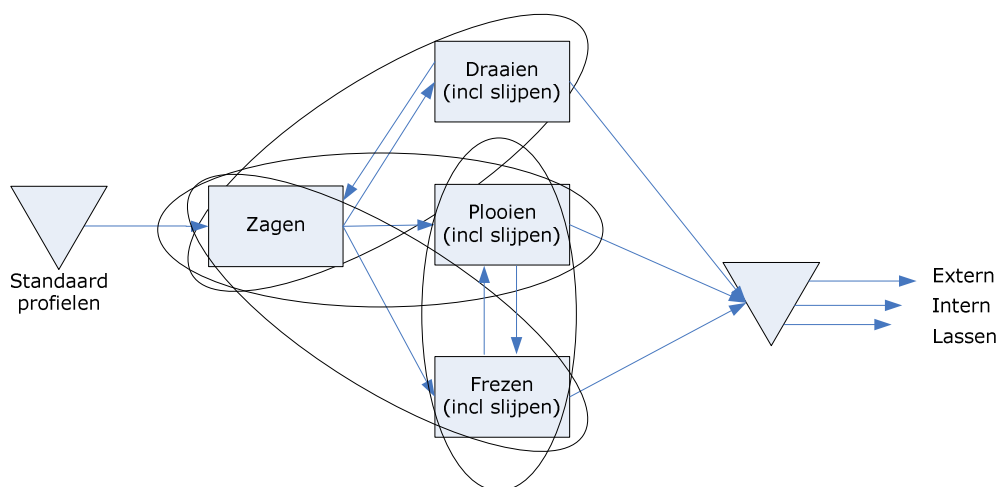 Draaien
(incl slijpen)
Zagen
Plooien
(incl slijpen)
Standaard
profielen
Frezen
(incl slijpen)
Extern
Intern
Lassen